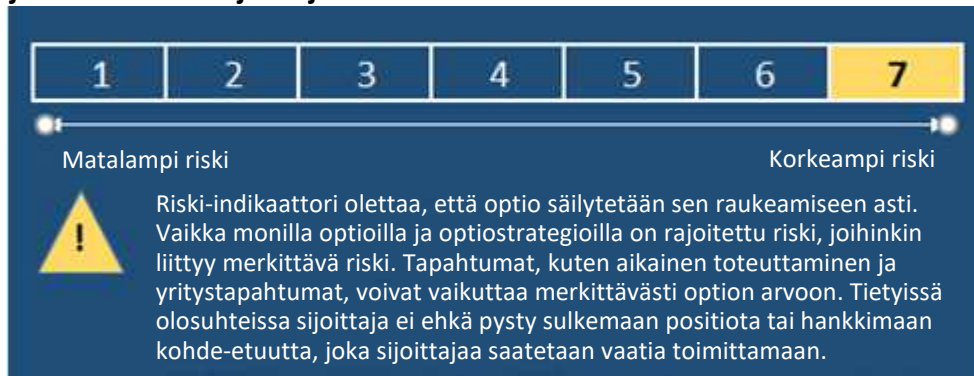 1 2 3 4 5 6 7
Matalampi riski Korkeampi riski
! Riski-indikaattori olettaa, että optio säilytetään sen raukeamiseen asti.
Vaikka monilla optioilla ja optiostrategioilla on rajoitettu riski, joihinkin
liittyy merkittävä riski. Tapahtumat, kuten aikainen toteuttaminen ja
yritystapahtumat, voivat vaikuttaa merkittävästi option arvoon. Tietyissä
olosuhteissa sijoittaja ei ehkä pysty sulkemaan positiota tai hankkimaan
kohde-etuutta, joka sijoittajaa saatetaan vaatia toimittamaan.